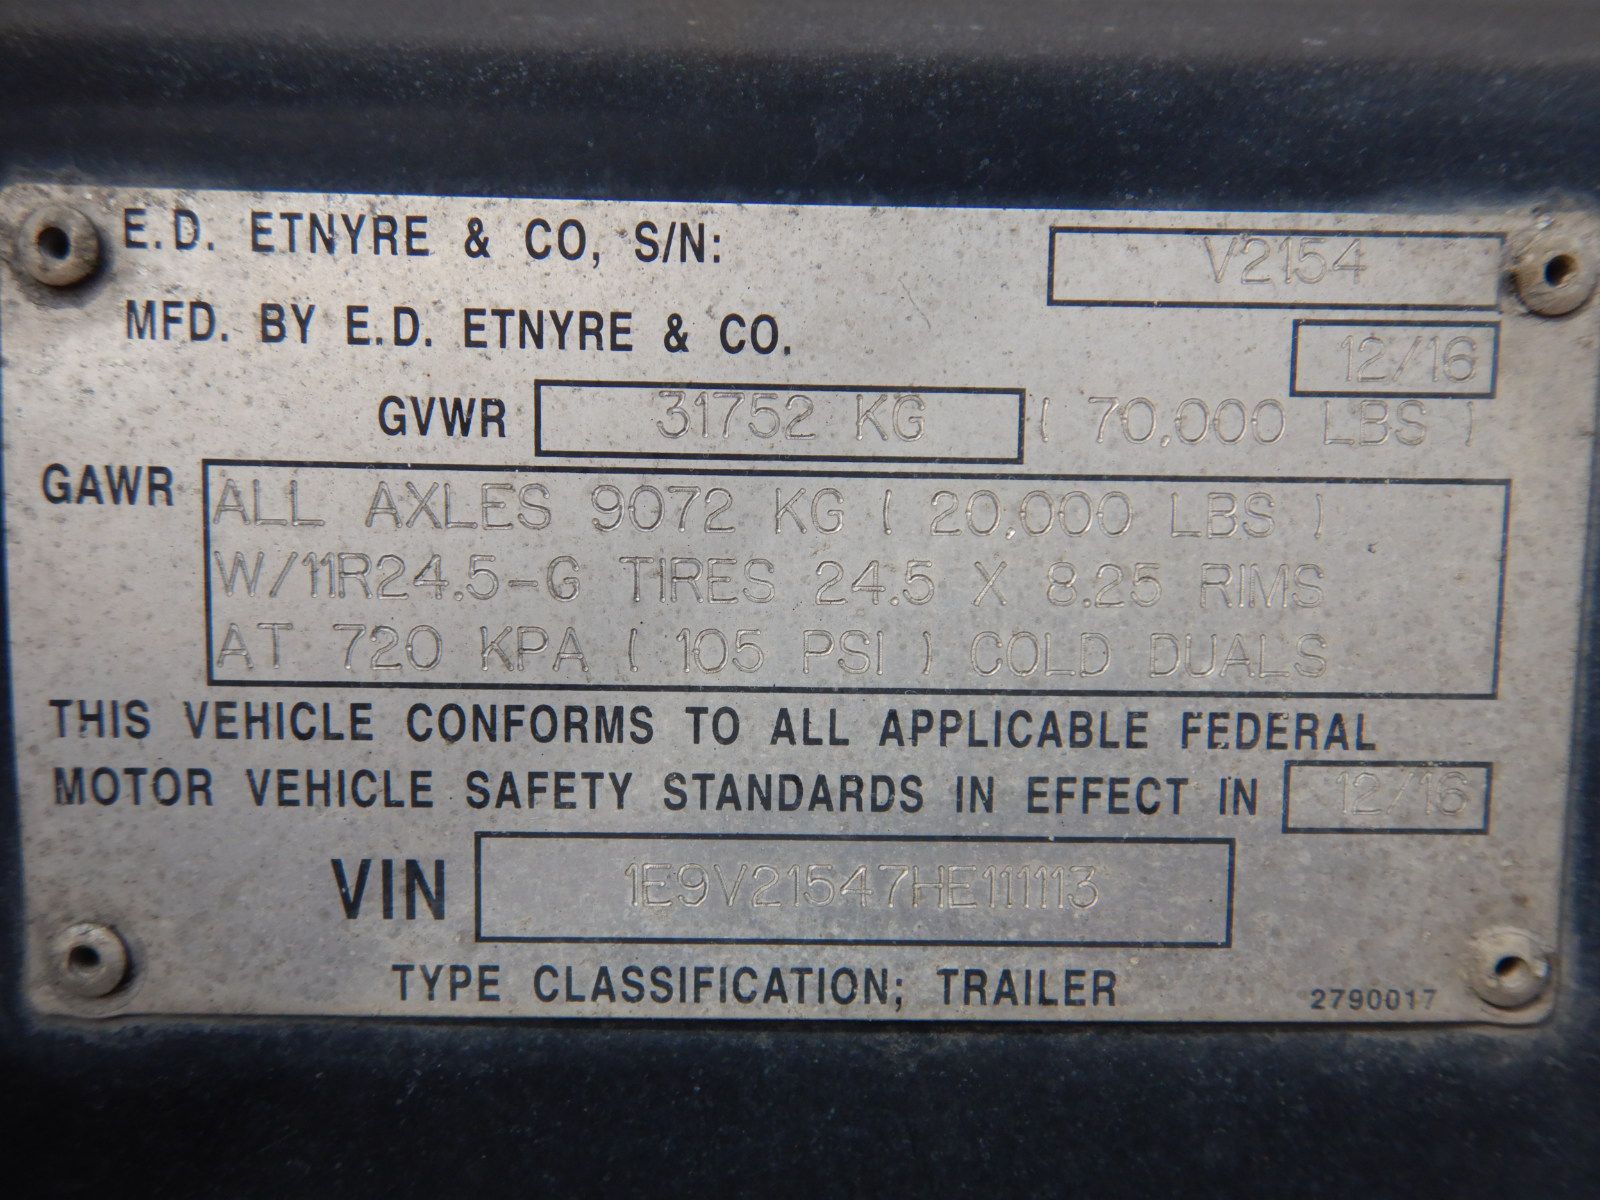 E.D. ETNYRE & CO, S/N: V2154
MFD. BY E.D. ETNYRE & CO. 12/16
GVWR 31752 KG ( 70,000 LBS )
GAWR ALL AXLES 9072 KG ( 20,000 LBS )
W/11R24.5-G TIRES 24.5 X 8.25 RIMS
AT 720 KPA ( 105 PSI ) COLD DUALS
THIS VEHICLE CONFORMS TO ALL APPLICABLE FEDERAL
MOTOR VEHICLE SAFETY STANDARDS IN EFFECT IN 12/16
VIN 1E9V21547HE111113
TYPE CLASSIFICATION; TRAILER 2790017